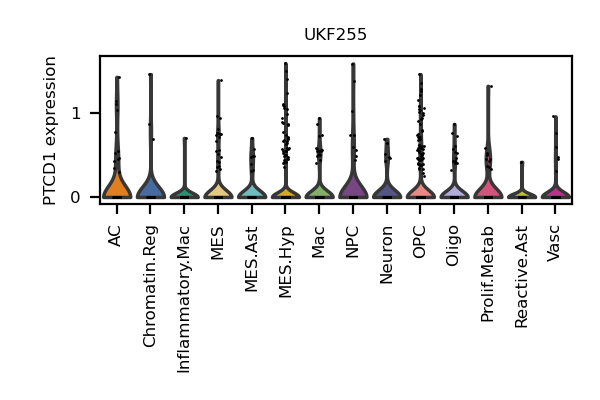 UKF255
PTCD1 expression
1
0
AC
Chromatin.Reg
Inflammatory.Mac
MES
MES.Ast
MES.Hyp
Mac
NPC
Neuron
OPC
Oligo
Prolif.Metab
Reactive.Ast
Vasc